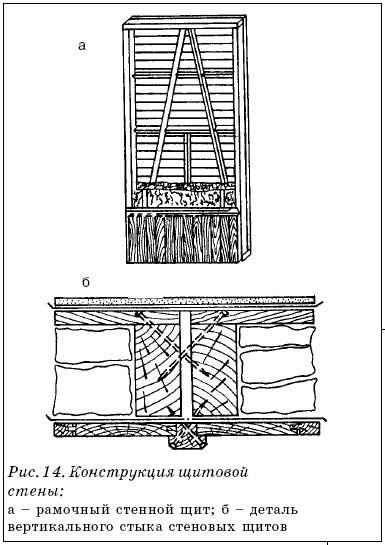 а
б
Рис. 14. Конструкция щитовой
стены:
а – рамочный стенной щит; б – деталь
вертикального стыка стеновых щитов